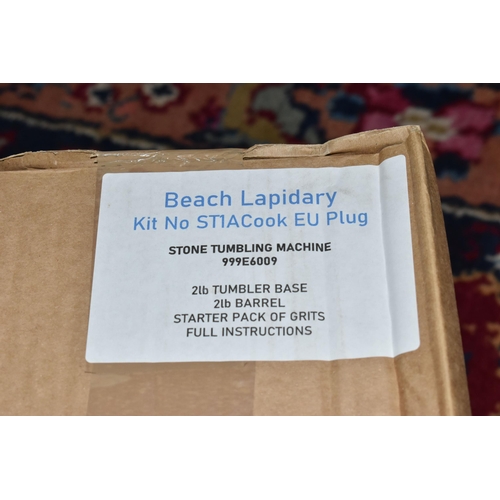 Beach Lapidary
Kit No ST1ACook EU Plug
STONE TUMBLING MACHINE
999E6009
2lb TUMBLER BASE
2lb BARREL
STARTER PACK OF GRITS
FULL INSTRUCTIONS